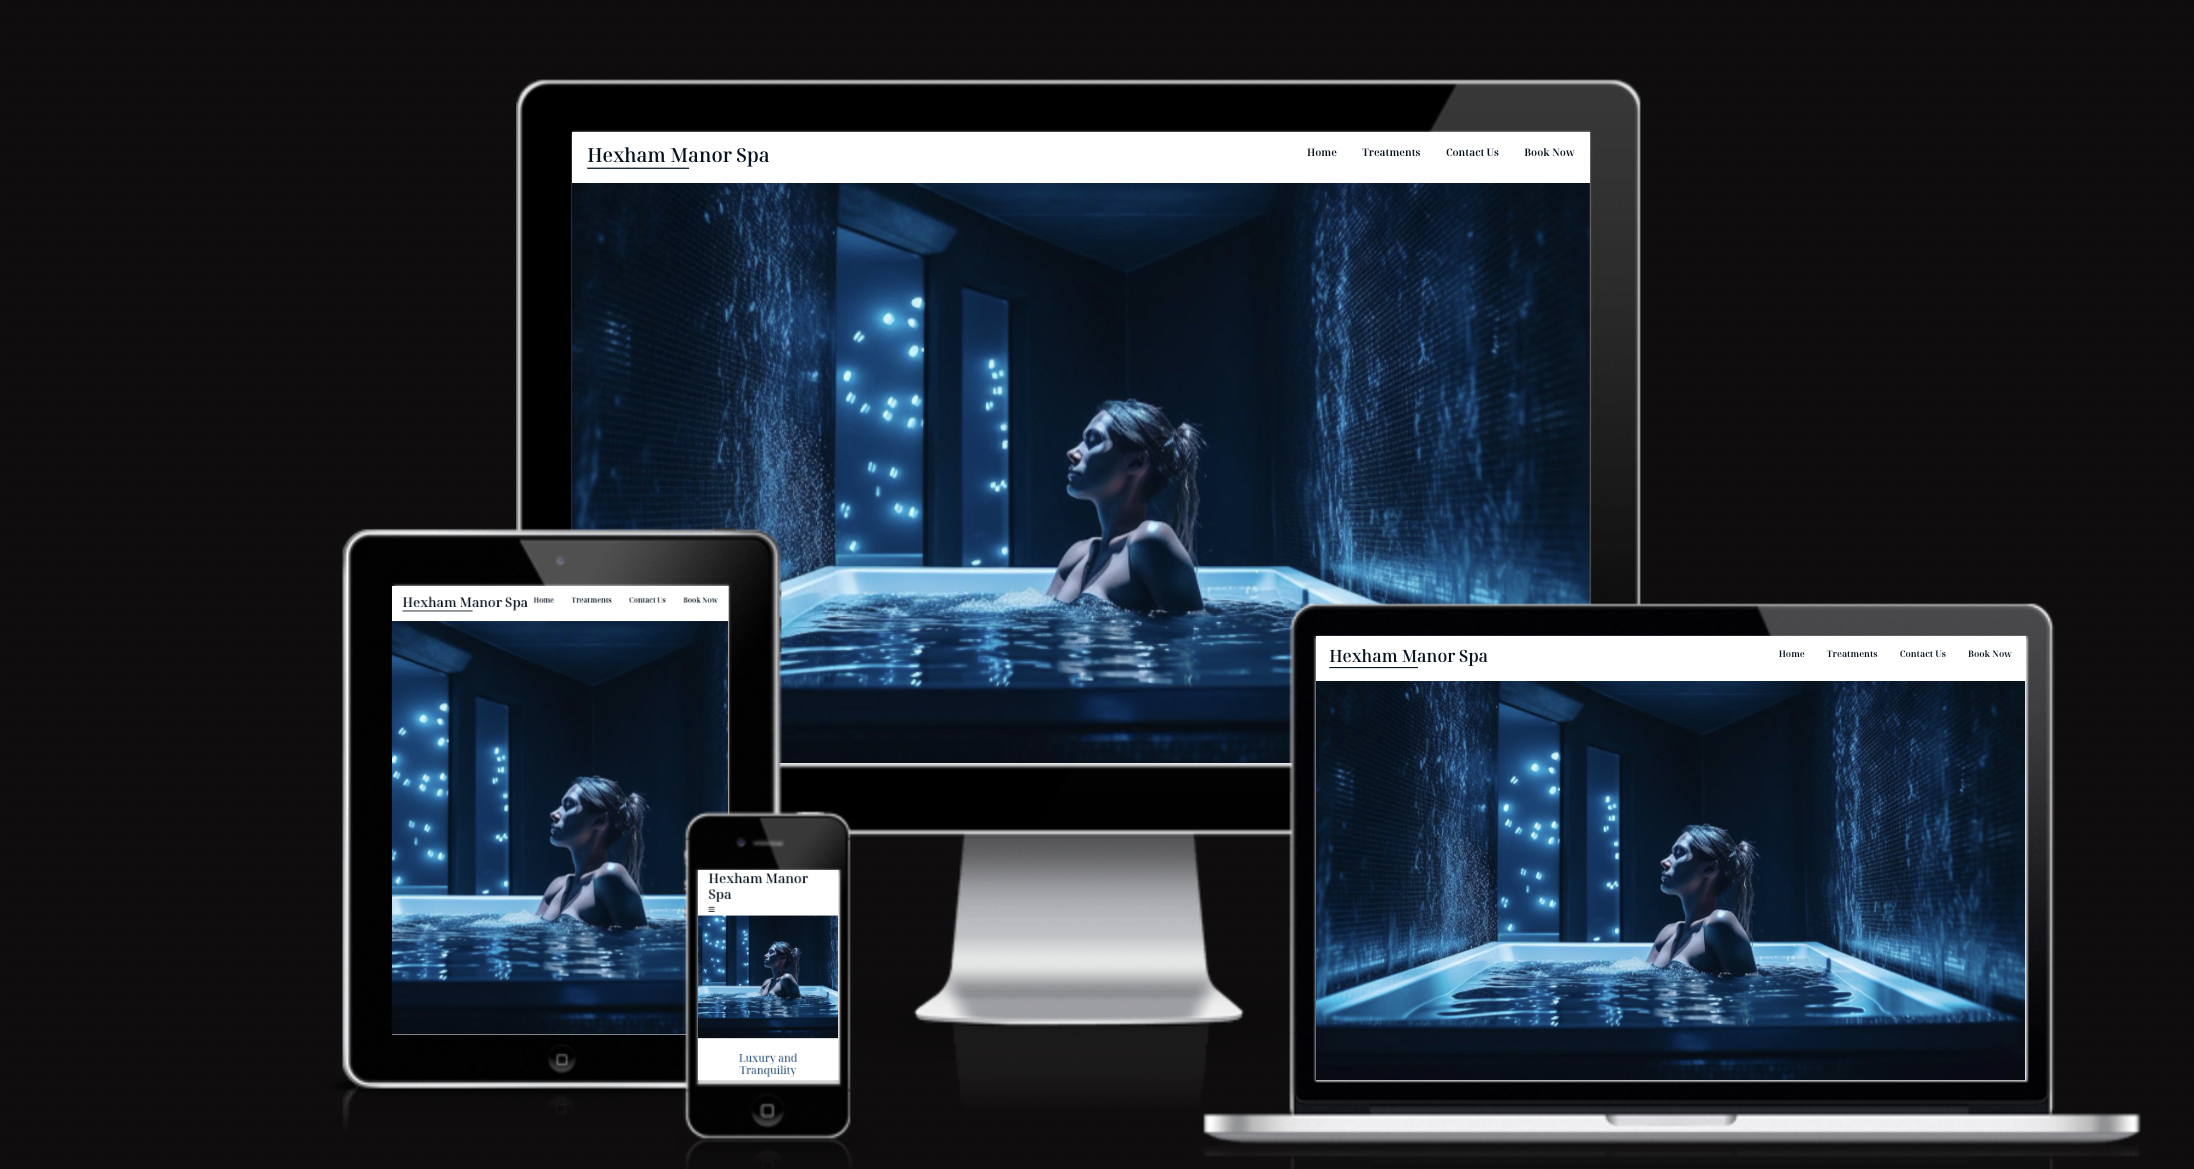 Hexham Manor Spa
Home Treatments Contact Us Book Now
Hexham Manor Spa Home Treatments Contact Us Book Now
Hexham Manor
Spa
≡
Luxury and
Tranquility
Hexham Manor Spa
Home Treatments Contact Us Book Now